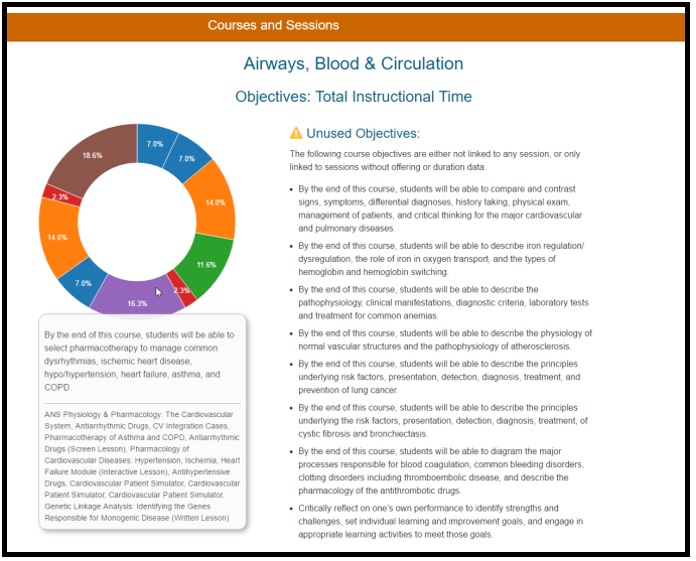 Courses and Sessions
Airways, Blood & Circulation
Objectives: Total Instructional Time
18.6%
7.0%
7.0%
14.0%
11.6%
2.3%
16.3%
7.0%
14.0%
2.3%
By the end of this course, students will be able to
select pharmacotherapy to manage common
dysrhythmias, ischemic heart disease,
hypo/hypertension, heart failure, asthma, and
COPD.
ANS Physiology & Pharmacology: The Cardiovascular
System, Antiarrhythmic Drugs, CV Integration Cases,
Pharmacotherapy of Asthma and COPD, Antiarrhythmic
Drugs (Screen Lesson), Pharmacology of
Cardiovascular Diseases: Hypertension, Ischemia, Heart
Failure Module (Interactive Lesson), Antihypertensive
Drugs, Cardiovascular Patient Simulator, Cardiovascular
Patient Simulator, Cardiovascular Patient Simulator,
Genetic Linkage Analysis: Identifying the Genes
Responsible for Monogenic Disease (Written Lesson)
Unused Objectives:
The following course objectives are either not linked to any session, or only
linked to sessions without offering or duration data.
• By the end of this course, students will be able to compare and contrast
signs, symptoms, differential diagnoses, history taking, physical exam,
management of patients, and critical thinking for the major cardiovascular
and pulmonary diseases.
• By the end of this course, students will be able to describe iron regulation/
dysregulation, the role of iron in oxygen transport, and the types of
hemoglobin and hemoglobin switching.
• By the end of this course, students will be able to describe the
pathophysiology, clinical manifestations, diagnostic criteria, laboratory tests
and treatment for common anemias.
• By the end of this course, students will be able to describe the physiology of
normal vascular structures and the pathophysiology of atherosclerosis.
• By the end of this course, students will be able to describe the principles
underlying risk factors, presentation, detection, diagnosis, treatment, and
prevention of lung cancer.
• By the end of this course, students will be able to describe the principles
underlying the risk factors, presentation, detection, diagnosis, treatment, of
cystic fibrosis and bronchiectasis.
• By the end of this course, students will be able to diagram the major
processes responsible for blood coagulation, common bleeding disorders,
clotting disorders including thromboembolic disease, and describe the
pharmacology of the antithrombotic drugs.
• Critically reflect on one's own performance to identify strengths and
challenges, set individual learning and improvement goals, and engage in
appropriate learning activities to meet those goals.